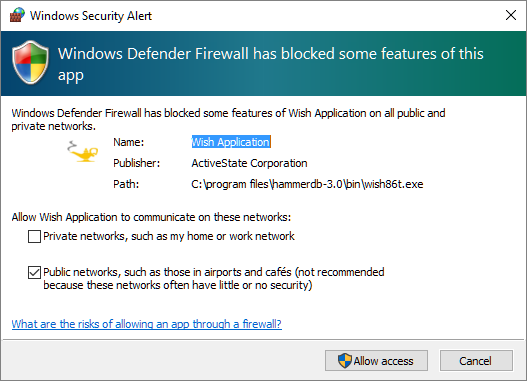 Windows Security Alert
Windows Defender Firewall has blocked some features of this
app
Windows Defender Firewall has blocked some features of Wish Application on all public and
private networks.
Name: Wish Application
Publisher: ActiveState Corporation
Path: C:\program files\hammerdb-3.0\bin\wish86t.exe
Allow Wish Application to communicate on these networks:
Private networks, such as my home or work network
Public networks, such as those in airports and cafés (not recommended
because these networks often have little or no security)
What are the risks of allowing an app through a firewall?
Allow access Cancel